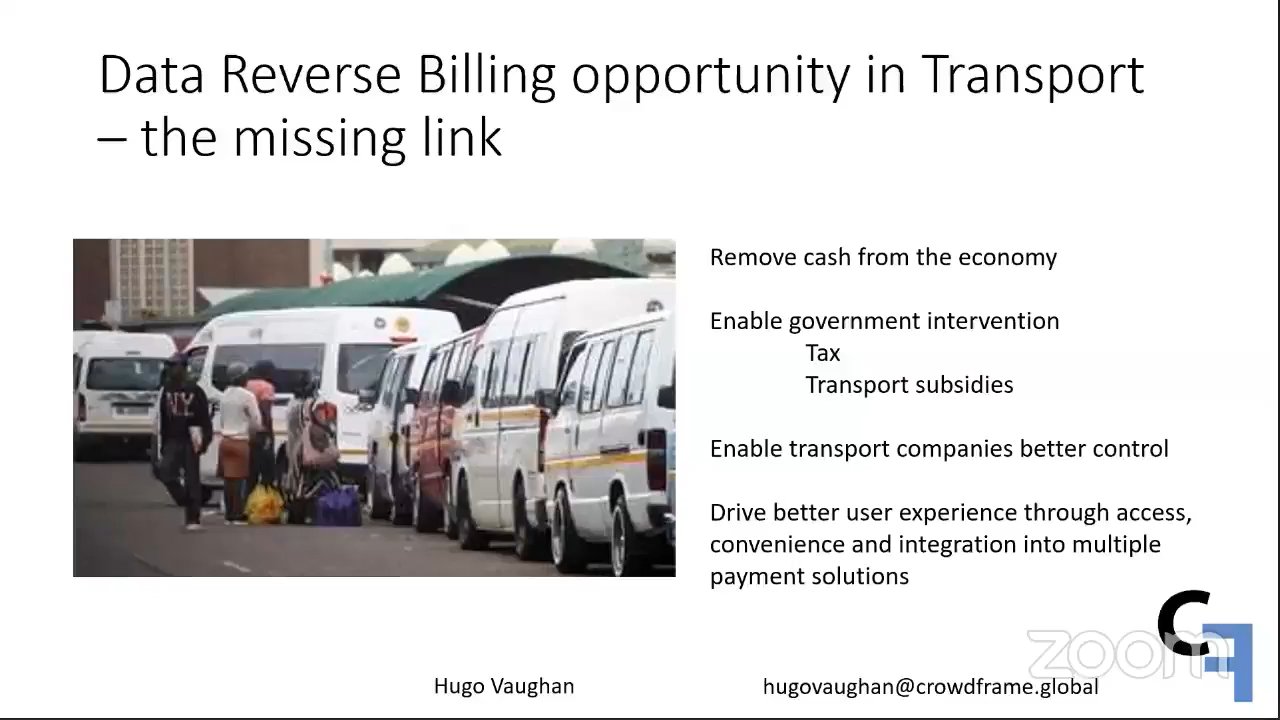 Data Reverse Billing opportunity in Transport
– the missing link
Remove cash from the economy
Enable government intervention
Tax
Transport subsidies
Enable transport companies better control
Drive better user experience through access,
convenience and integration into multiple
payment solutions
NY
CF
zoom
Hugo Vaughan
hugovaughan@crowdframe.global